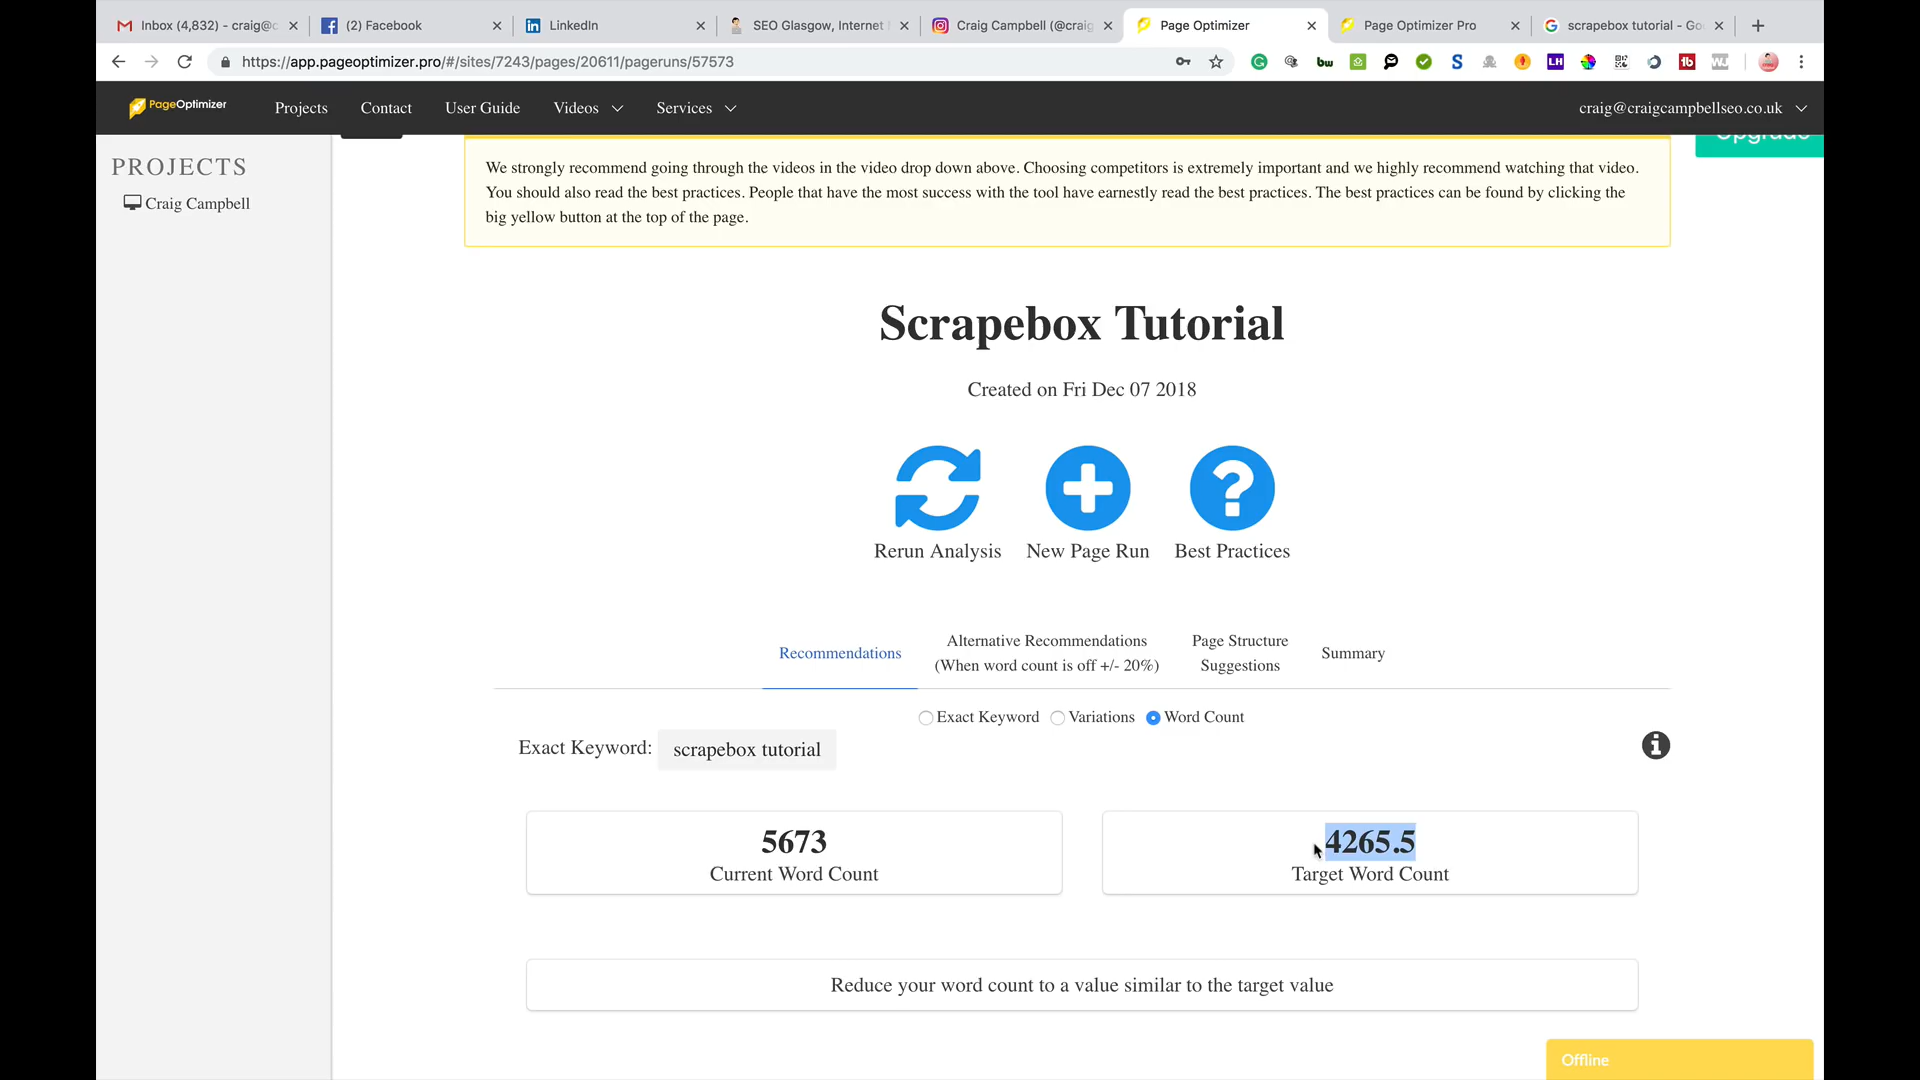 Inbox (4,832) - craig@c
(2) Facebook
LinkedIn
SEO Glasgow, Internet
Craig Campbell (@craig
Page Optimizer
Page Optimizer Pro
scrapebox tutorial - Go
https://app.pageoptimizer.pro/#/sites/7243/pages/20611/pageruns/57573
PageOptimizer
Projects
Contact
User Guide
Videos
Services
craig@craigcampbellseo.co.uk
Upgrade
PROJECTS
Craig Campbell
We strongly recommend going through the videos in the video drop down above. Choosing competitors is extremely important and we highly recommend watching that video.
You should also read the best practices. People that have the most success with the tool have earnestly read the best practices. The best practices can be found by clicking the
big yellow button at the top of the page.
Scrapebox Tutorial
Created on Fri Dec 07 2018
Rerun Analysis
New Page Run
Best Practices
Recommendations
Alternative Recommendations
(When word count is off +/- 20%)
Page Structure
Suggestions
Summary
Exact Keyword
Variations
Word Count
Exact Keyword: scrapebox tutorial
5673
Current Word Count
4265.5
Target Word Count
Reduce your word count to a value similar to the target value
Offline